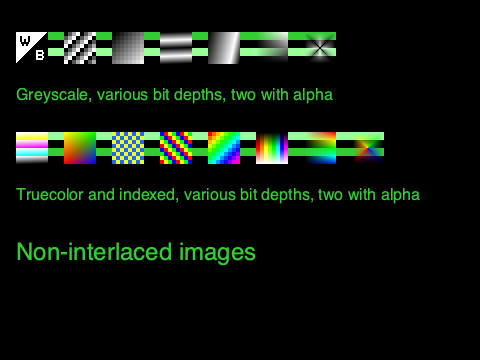 W
B
Greyscale, various bit depths, two with alpha
Truecolor and indexed, various bit depths, two with alpha
Non-interlaced images